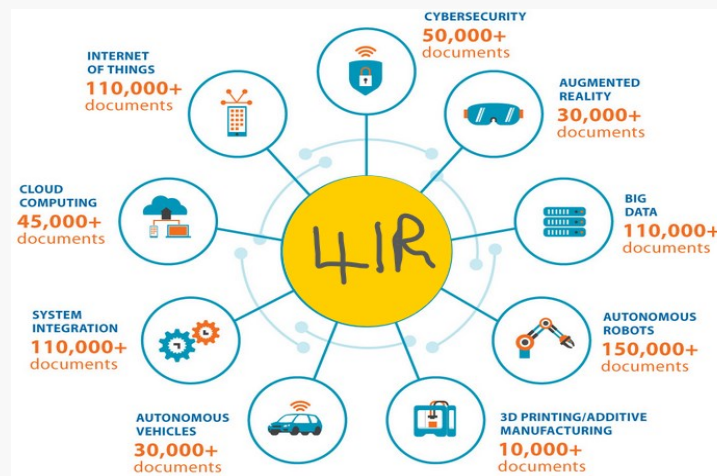 CYBERSECURITY
50,000+
documents
AUGMENTED
REALITY
30,000+
documents
BIG
DATA
110,000+
documents
AUTONOMOUS
ROBOTS
150,000+
documents
3D PRINTING/ADDITIVE
MANUFACTURING
10,000+
documents
AUTONOMOUS
VEHICLES
30,000+
documents
SYSTEM
INTEGRATION
110,000+
documents
CLOUD
COMPUTING
45,000+
documents
INTERNET
OF THINGS
110,000+
documents
4IR